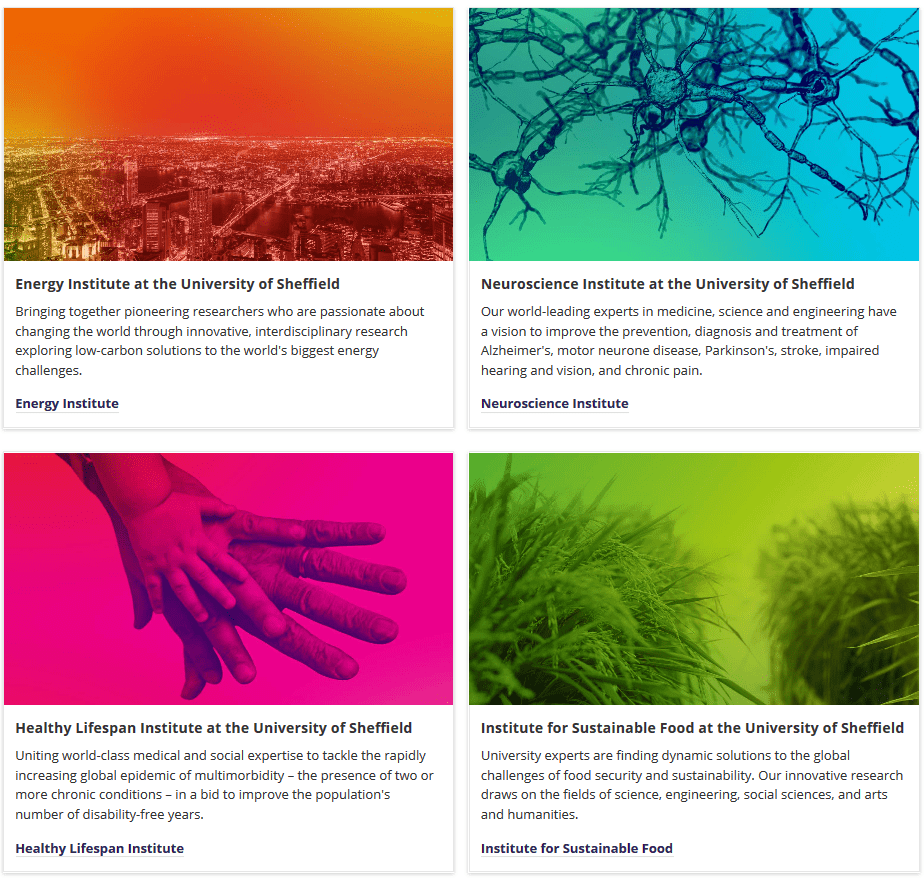 Energy Institute at the University of Sheffield
Bringing together pioneering researchers who are passionate about
changing the world through innovative, interdisciplinary research
exploring low-carbon solutions to the world's biggest energy
challenges.
Energy Institute
Neuroscience Institute at the University of Sheffield
Our world-leading experts in medicine, science and engineering have
a vision to improve the prevention, diagnosis and treatment of
Alzheimer's, motor neurone disease, Parkinson's, stroke, impaired
hearing and vision, and chronic pain.
Neuroscience Institute
Healthy Lifespan Institute at the University of Sheffield
Uniting world-class medical and social expertise to tackle the rapidly
increasing global epidemic of multimorbidity – the presence of two or
more chronic conditions – in a bid to improve the population's
number of disability-free years.
Healthy Lifespan Institute
Institute for Sustainable Food at the University of Sheffield
University experts are finding dynamic solutions to the global
challenges of food security and sustainability. Our innovative research
draws on the fields of science, engineering, social sciences, and arts
and humanities.
Institute for Sustainable Food